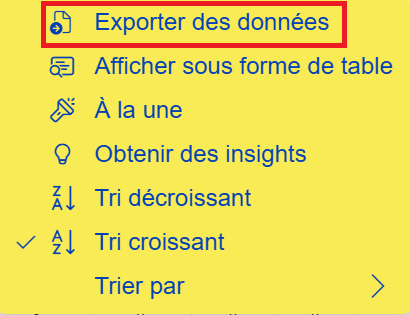 Exporter des données
Afficher sous forme de table
À la une
Obtenir des insights
Tri décroissant
Tri croissant
Trier par